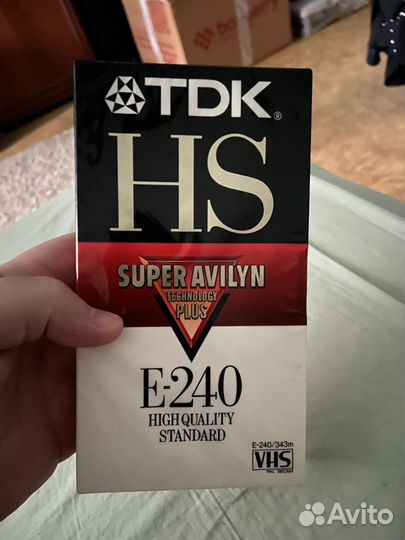 TDK®
HS
SUPER AVILYN
TECHNOLOGY
PLUS
E-240
HIGH QUALITY
STANDARD
E-240/343m
VHS
PAL SECAM
Avito